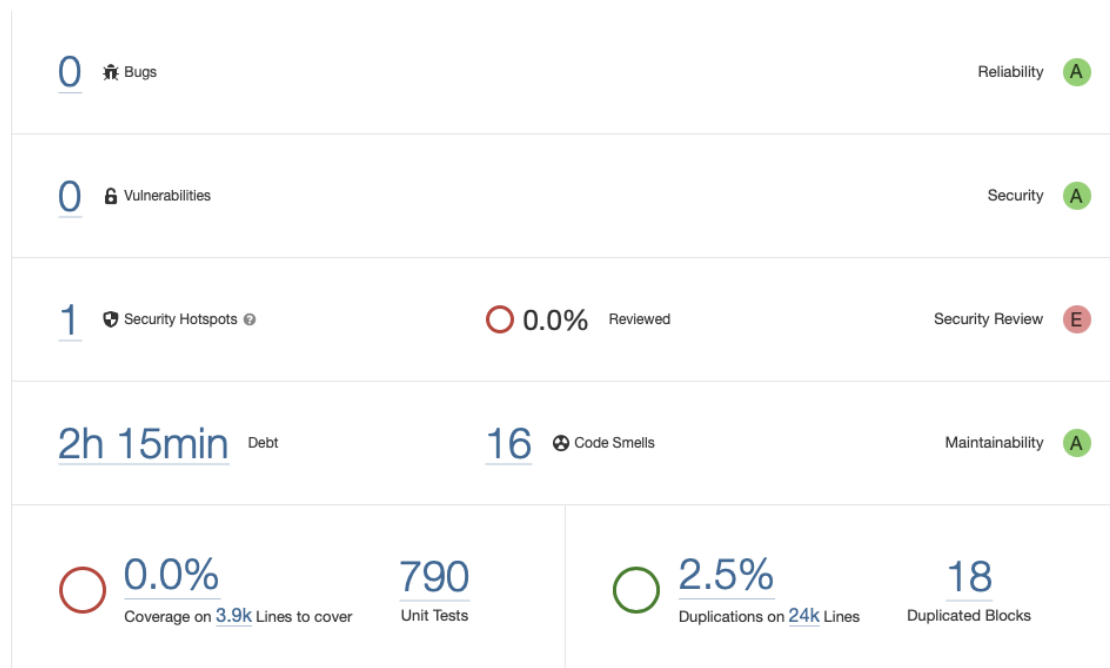 0 Bugs Reliability A
0 Vulnerabilities Security A
1 Security Hotspots ? 0.0% Reviewed Security Review E
2h 15min Debt 16 Code Smells Maintainability A
0.0% 790 2.5% 18
Coverage on 3.9k Lines to cover Unit Tests Duplications on 24k Lines Duplicated Blocks